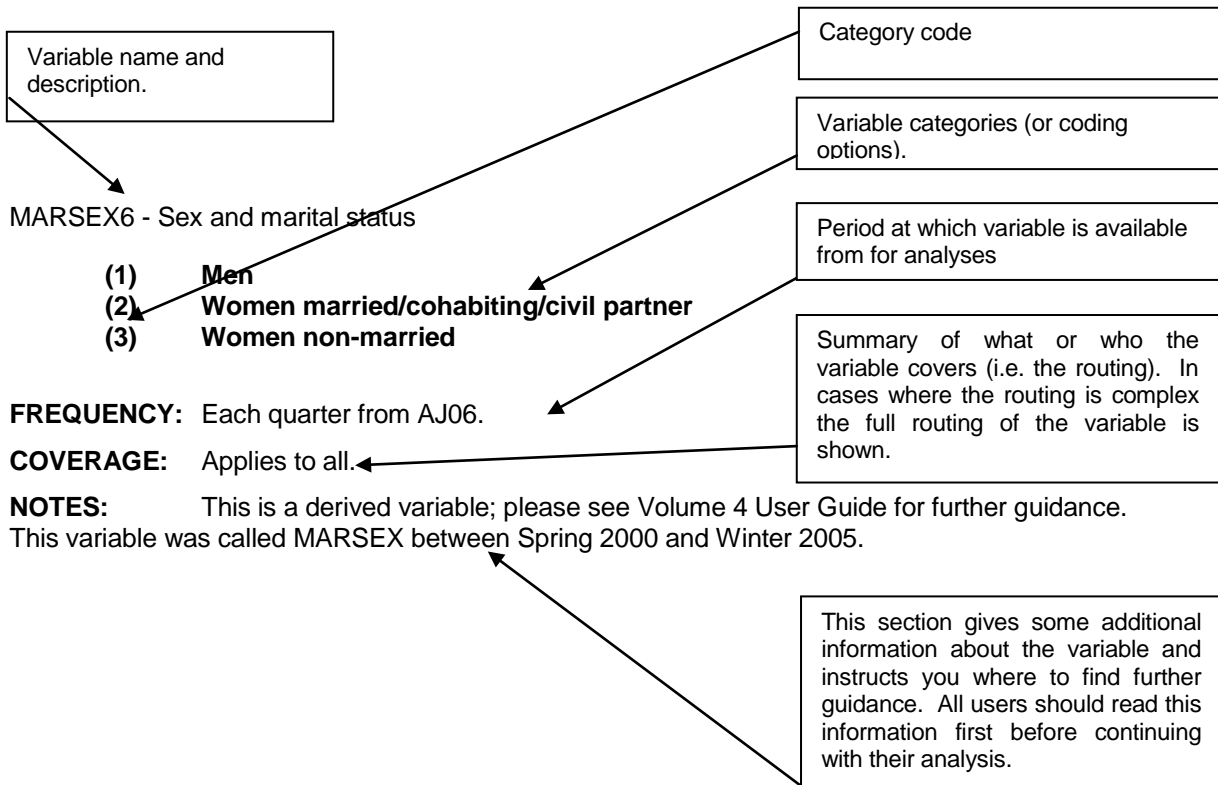 Variable name and
description.
Category code
Variable categories (or coding
options).
MARSEX6 - Sex and marital status
Period at which variable is available
from for analyses
(1) Men
(2) Women married/cohabiting/civil partner
(3) Women non-married
Summary of what or who the
variable covers (i.e. the routing). In
cases where the routing is complex
the full routing of the variable is
shown.
FREQUENCY: Each quarter from AJ06.
COVERAGE: Applies to all.
NOTES: This is a derived variable; please see Volume 4 User Guide for further guidance.
This variable was called MARSEX between Spring 2000 and Winter 2005.
This section gives some additional
information about the variable and
instructs you where to find further
guidance. All users should read this
information first before continuing
with their analysis.